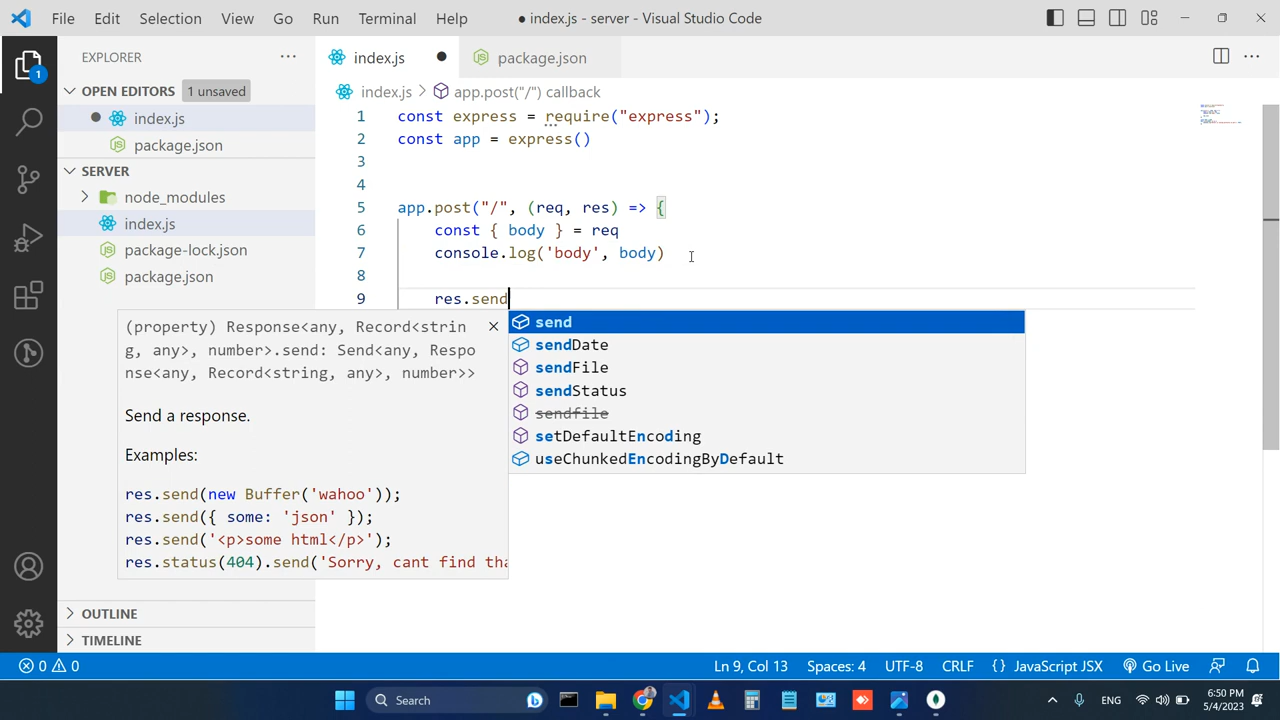 File Edit Selection View Go Run Terminal Help ● index.js - server - Visual Studio Code
EXPLORER ···
index.js ● package.json
OPEN EDITORS 1 unsaved
index.js > app.post("/") callback
● index.js
package.json
SERVER
node_modules
index.js
package-lock.json
package.json
1 const express = require("express");
2 const app = express()
3
4
5 app.post("/", (req, res) => {
6 const { body } = req
7 console.log('body', body)
8
9 res.send
(property) Response<any, Record<strin
g, any>, number>.send: Send<any, Respo
nse<any, Record<string, any>, number>>
Send a response.
Examples:
res.send(new Buffer('wahoo'));
res.send({ some: 'json' });
res.send('<p>some html</p>');
res.status(404).send('Sorry, cant find tha
send
sendDate
sendFile
sendStatus
sendfile
setDefaultEncoding
useChunkedEncodingByDefault
OUTLINE
TIMELINE
1
0 0 Ln 9, Col 13 Spaces: 4 UTF-8 CRLF {} JavaScript JSX Go Live
Search
ENG
6:50 PM
5/4/2023